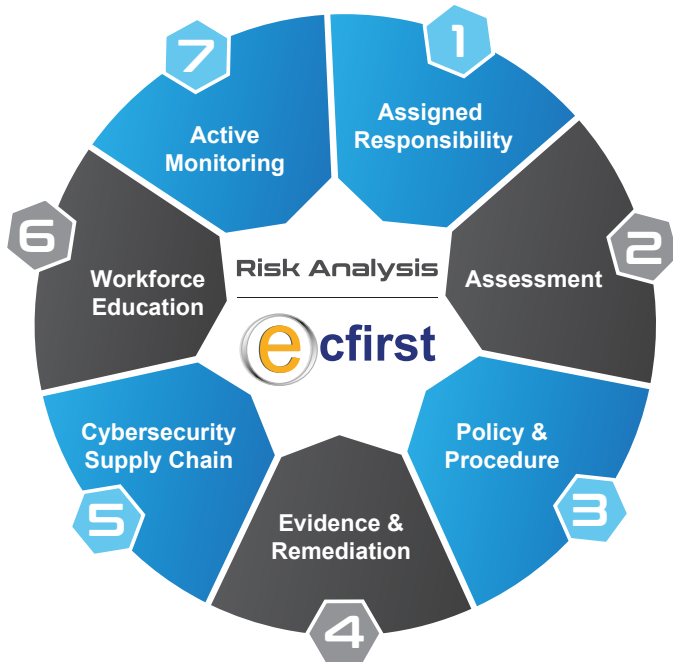 1
Assigned
Responsibility
2
Assessment
3
Policy &
Procedure
4
Evidence &
Remediation
5
Cybersecurity
Supply Chain
6
Workforce
Education
7
Active
Monitoring
Risk Analysis
ecfirst